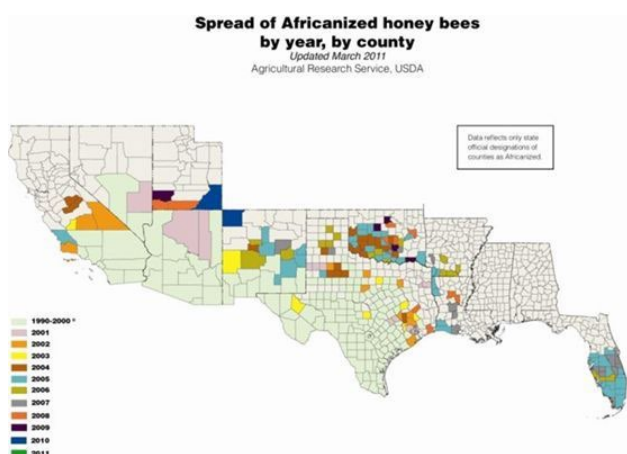 Spread of Africanized honey bees
by year, by county
Updated March 2011
Agricultural Research Service, USDA
Data reflects only state
official designations of
counties as Africanized.
1990-2000 *
2001
2002
2003
2004
2005
2006
2007
2008
2009
2010
2011